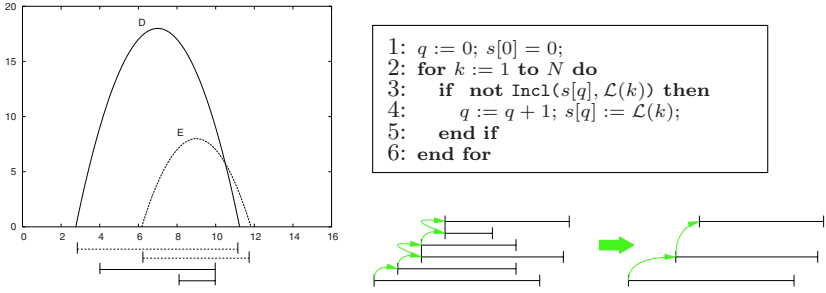 20
15
10
5
0
D
E
0 2 4 6 8 10 12 14 16
1: q := 0; s[0] = 0;
2: for k := 1 to N do
3: if not Incl(s[q], ℒ(k)) then
4: q := q + 1; s[q] := ℒ(k);
5: end if
6: end for